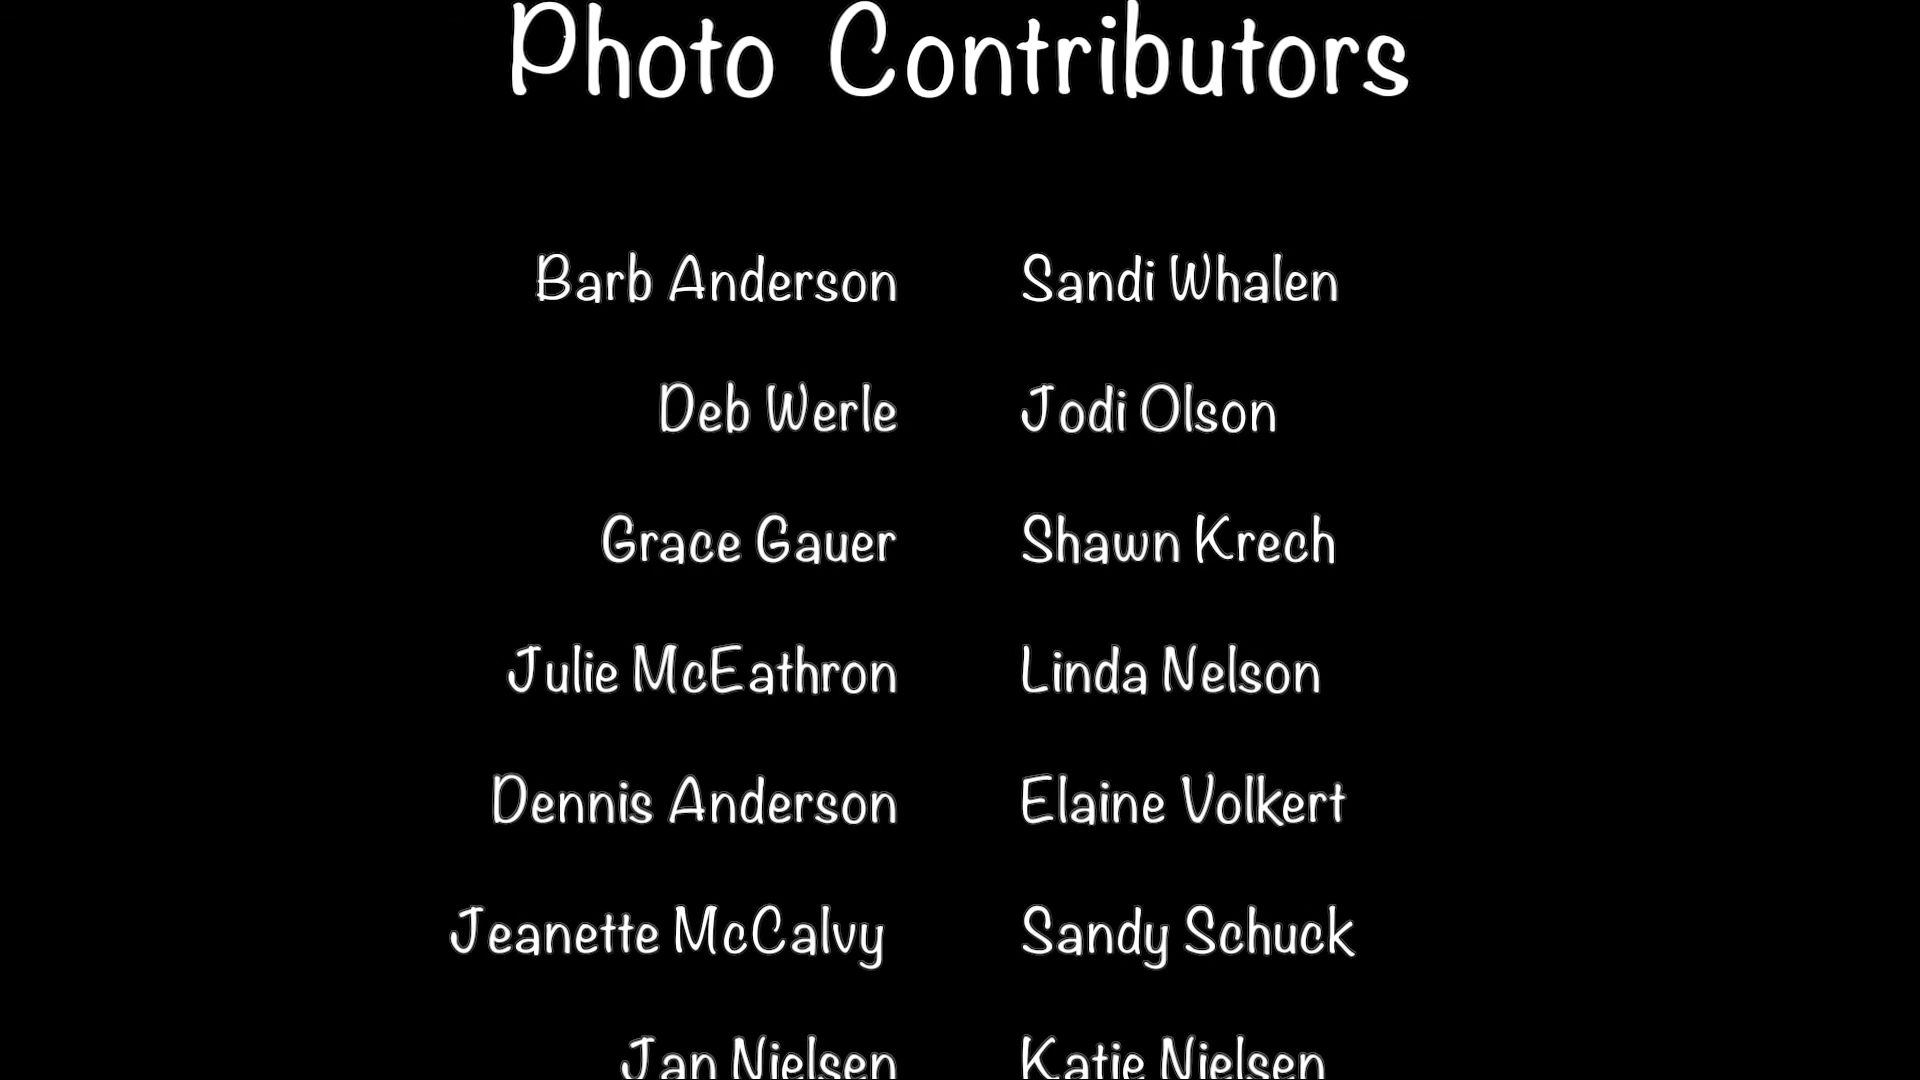 Photo Contributors
Barb Anderson Sandi Whalen
Deb Werle Jodi Olson
Grace Gauer Shawn Krech
Julie McEathron Linda Nelson
Dennis Anderson Elaine Volkert
Jeanette McCalvy Sandy Schuck
Jan Nielsen Katie Nielsen